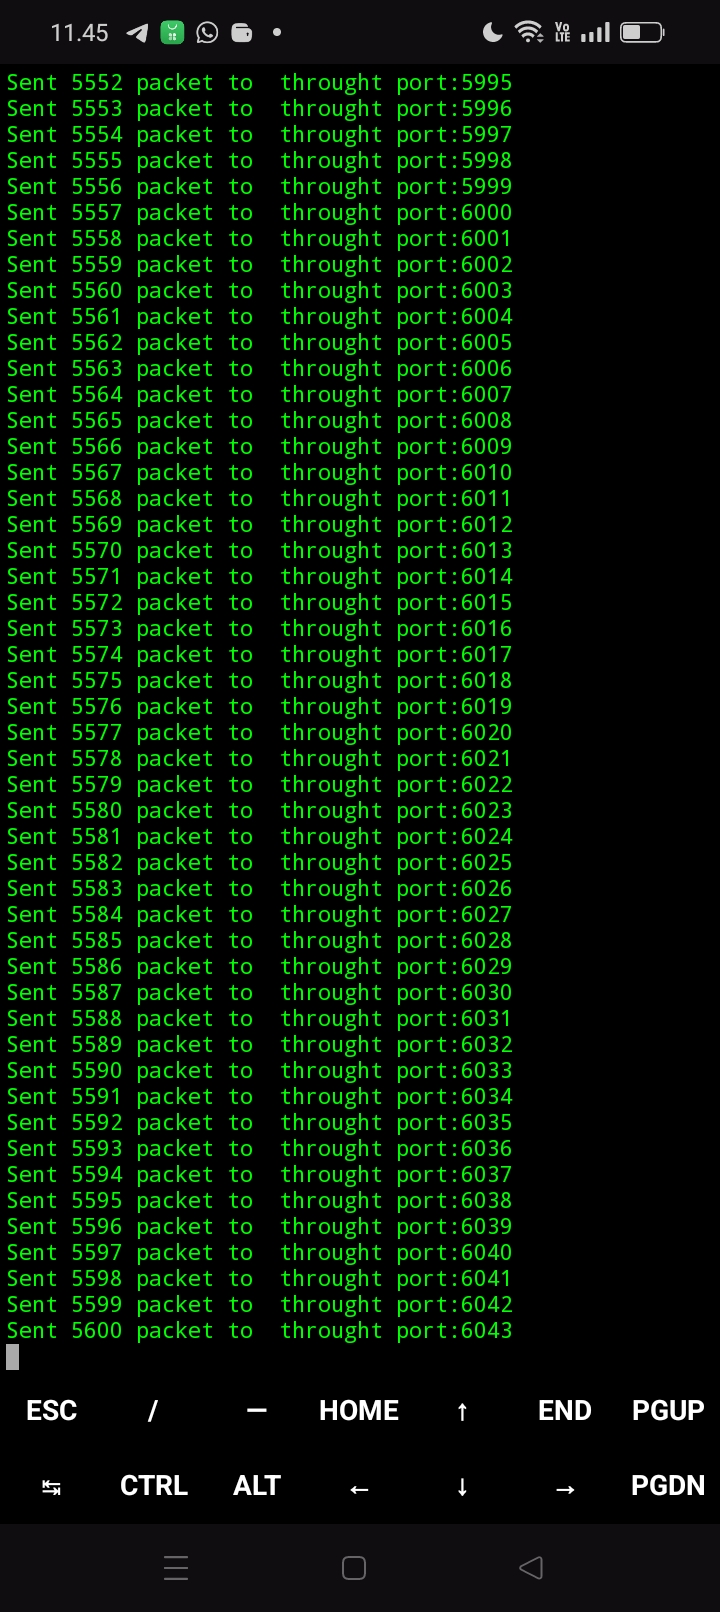 11.45 Vo LTE
Sent 5552 packet to  throught port:5995
Sent 5553 packet to  throught port:5996
Sent 5554 packet to  throught port:5997
Sent 5555 packet to  throught port:5998
Sent 5556 packet to  throught port:5999
Sent 5557 packet to  throught port:6000
Sent 5558 packet to  throught port:6001
Sent 5559 packet to  throught port:6002
Sent 5560 packet to  throught port:6003
Sent 5561 packet to  throught port:6004
Sent 5562 packet to  throught port:6005
Sent 5563 packet to  throught port:6006
Sent 5564 packet to  throught port:6007
Sent 5565 packet to  throught port:6008
Sent 5566 packet to  throught port:6009
Sent 5567 packet to  throught port:6010
Sent 5568 packet to  throught port:6011
Sent 5569 packet to  throught port:6012
Sent 5570 packet to  throught port:6013
Sent 5571 packet to  throught port:6014
Sent 5572 packet to  throught port:6015
Sent 5573 packet to  throught port:6016
Sent 5574 packet to  throught port:6017
Sent 5575 packet to  throught port:6018
Sent 5576 packet to  throught port:6019
Sent 5577 packet to  throught port:6020
Sent 5578 packet to  throught port:6021
Sent 5579 packet to  throught port:6022
Sent 5580 packet to  throught port:6023
Sent 5581 packet to  throught port:6024
Sent 5582 packet to  throught port:6025
Sent 5583 packet to  throught port:6026
Sent 5584 packet to  throught port:6027
Sent 5585 packet to  throught port:6028
Sent 5586 packet to  throught port:6029
Sent 5587 packet to  throught port:6030
Sent 5588 packet to  throught port:6031
Sent 5589 packet to  throught port:6032
Sent 5590 packet to  throught port:6033
Sent 5591 packet to  throught port:6034
Sent 5592 packet to  throught port:6035
Sent 5593 packet to  throught port:6036
Sent 5594 packet to  throught port:6037
Sent 5595 packet to  throught port:6038
Sent 5596 packet to  throught port:6039
Sent 5597 packet to  throught port:6040
Sent 5598 packet to  throught port:6041
Sent 5599 packet to  throught port:6042
Sent 5600 packet to  throught port:6043
ESC / — HOME ↑ END PGUP
↹ CTRL ALT ← ↓ → PGDN